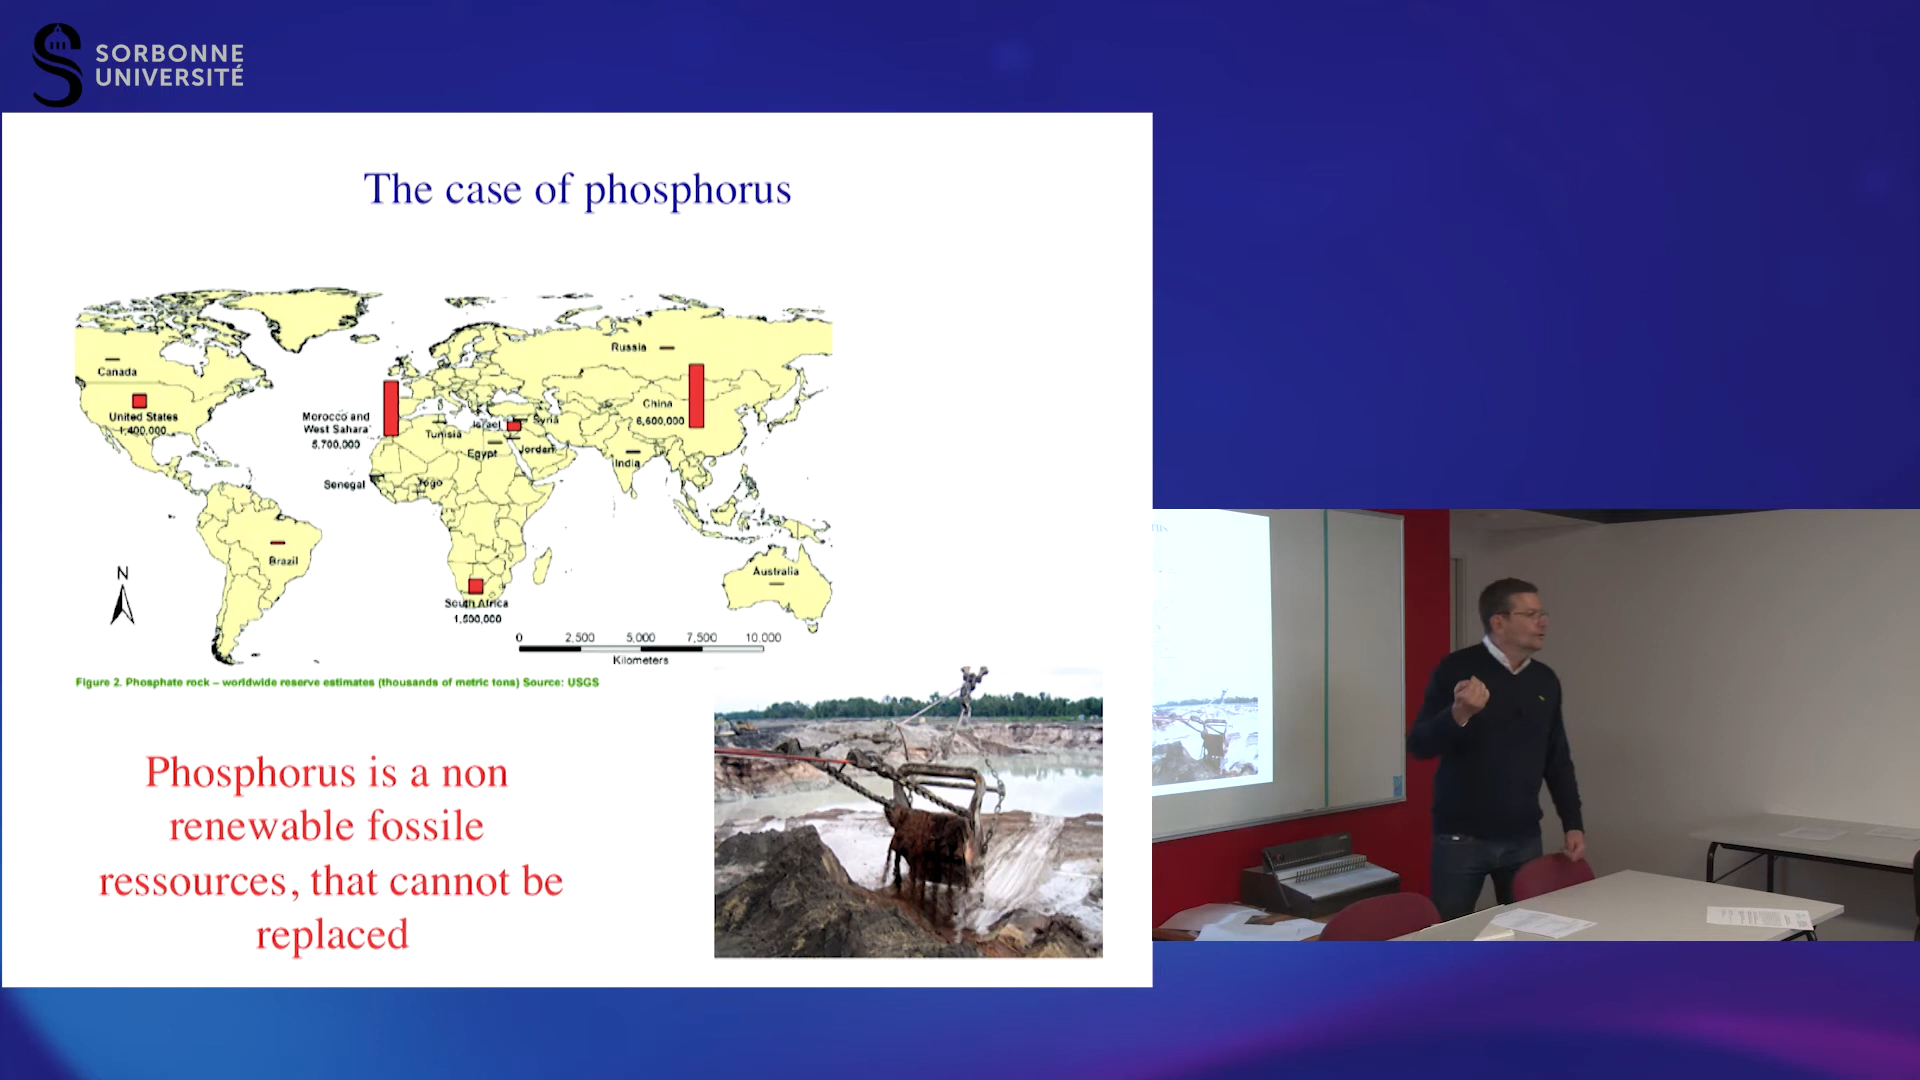 SORBONNE
UNIVERSITÉ
The case of phosphorus
Russia
Canada
China
6,600,000
United States
1,400,000
Morocco and
West Sahara
5,700,000
Israel
Syria
Tunisia
Egypt
Jordan
India
Senegal
Togo
Brazil
Australia
N
South Africa
1,500,000
0 2,500 5,000 7,500 10,000
Kilometers
Figure 2. Phosphate rock – worldwide reserve estimates (thousands of metric tons) Source: USGS
Phosphorus is a non
renewable fossile
ressources, that cannot be
replaced